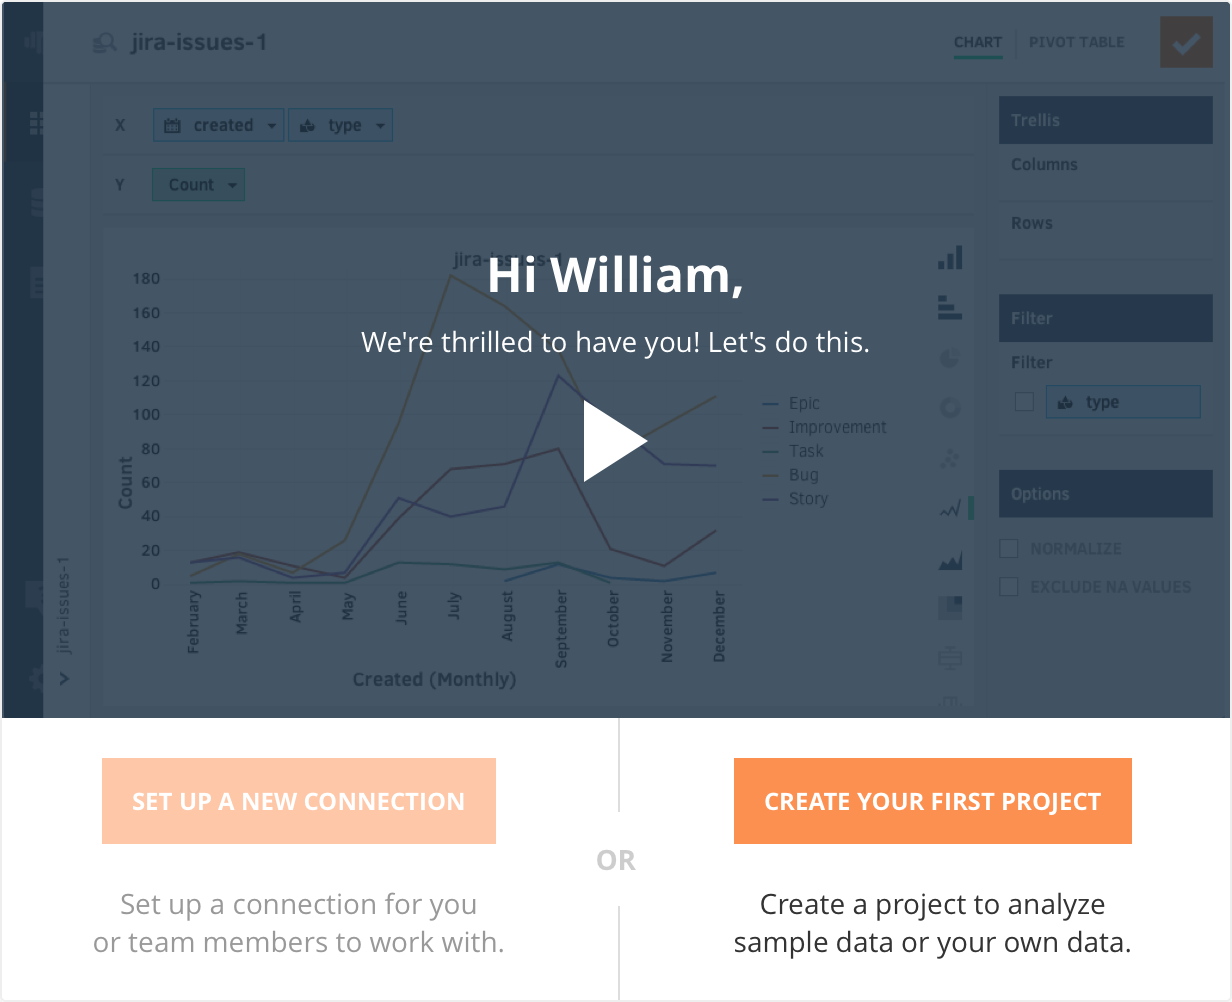 jira-issues-1
CHART
PIVOT TABLE
X
created
type
Y
Count
Trellis
Columns
Rows
Filter
Filter
type
Options
NORMALIZE
EXCLUDE NA VALUES
jira-issues-1
jira-issues-1
Hi William,
We're thrilled to have you! Let's do this.
Count
180
160
140
120
100
80
60
40
20
0
February
March
April
May
June
July
August
September
October
November
December
Created (Monthly)
Epic
Improvement
Task
Bug
Story
SET UP A NEW CONNECTION
Set up a connection for you
or team members to work with.
OR
CREATE YOUR FIRST PROJECT
Create a project to analyze
sample data or your own data.